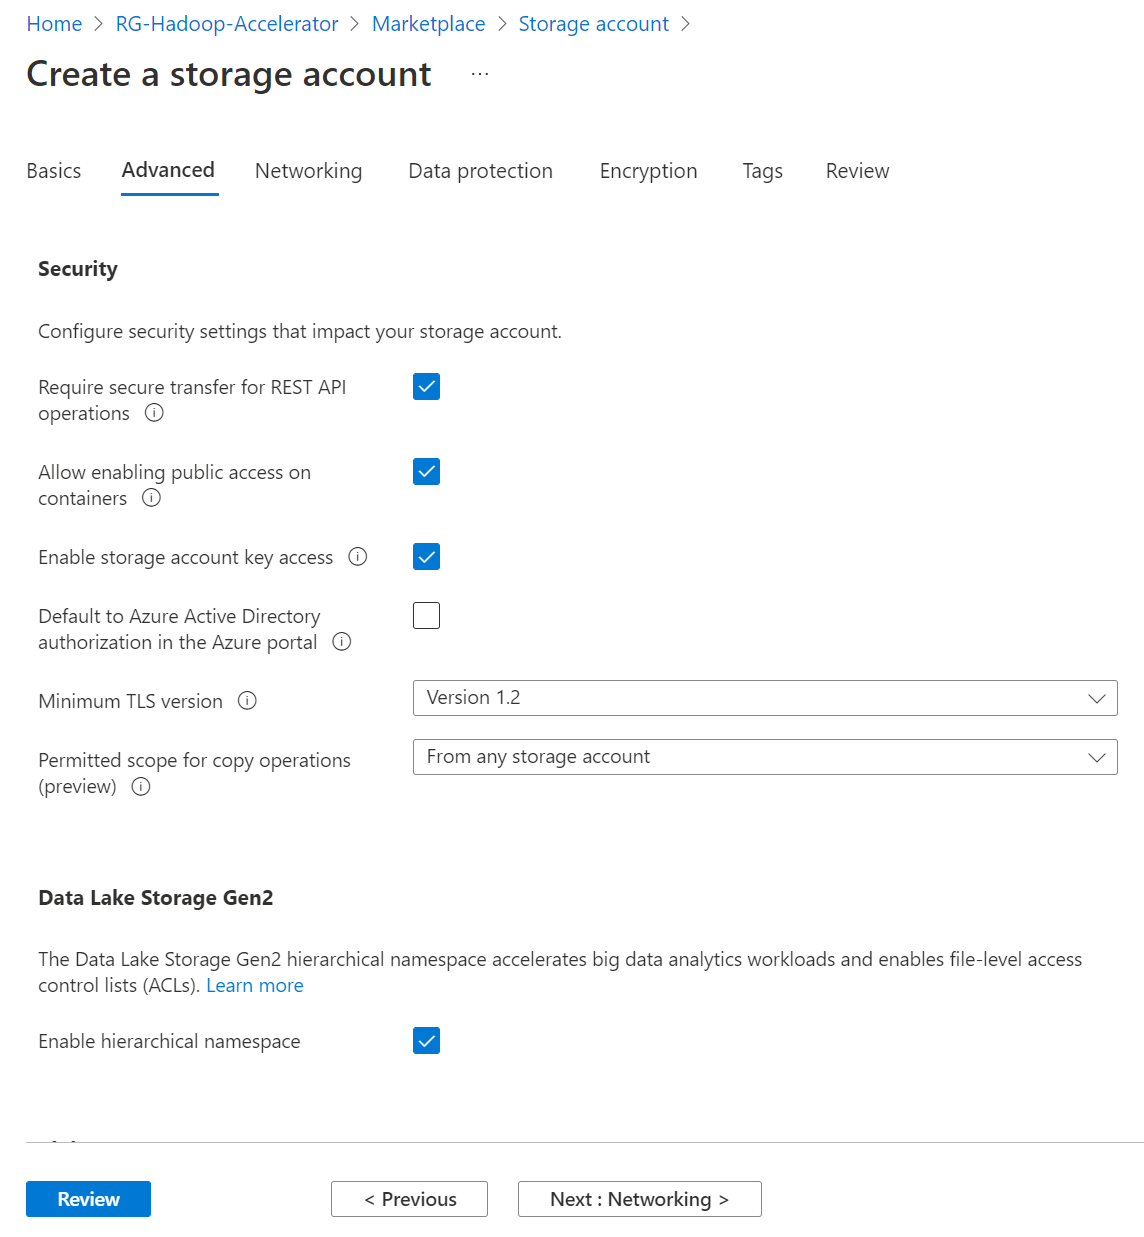 Home > RG-Hadoop-Accelerator > Marketplace > Storage account >
Create a storage account ...
Basics Advanced Networking Data protection Encryption Tags Review
Security
Configure security settings that impact your storage account.
Require secure transfer for REST API
operations
Allow enabling public access on
containers
Enable storage account key access
Default to Azure Active Directory
authorization in the Azure portal
Minimum TLS version
Version 1.2
Permitted scope for copy operations
(preview)
From any storage account
Data Lake Storage Gen2
The Data Lake Storage Gen2 hierarchical namespace accelerates big data analytics workloads and enables file-level access
control lists (ACLs). Learn more
Enable hierarchical namespace
Review
< Previous
Next : Networking >